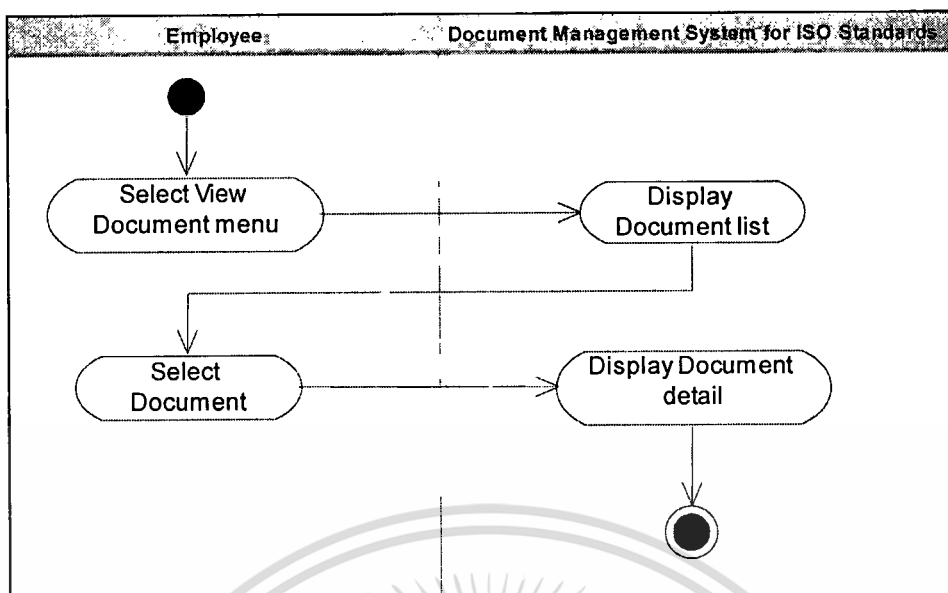 Employee
Document Management System for ISO Standards
Select View
Document menu
Display
Document list
Select
Document
Display Document
detail